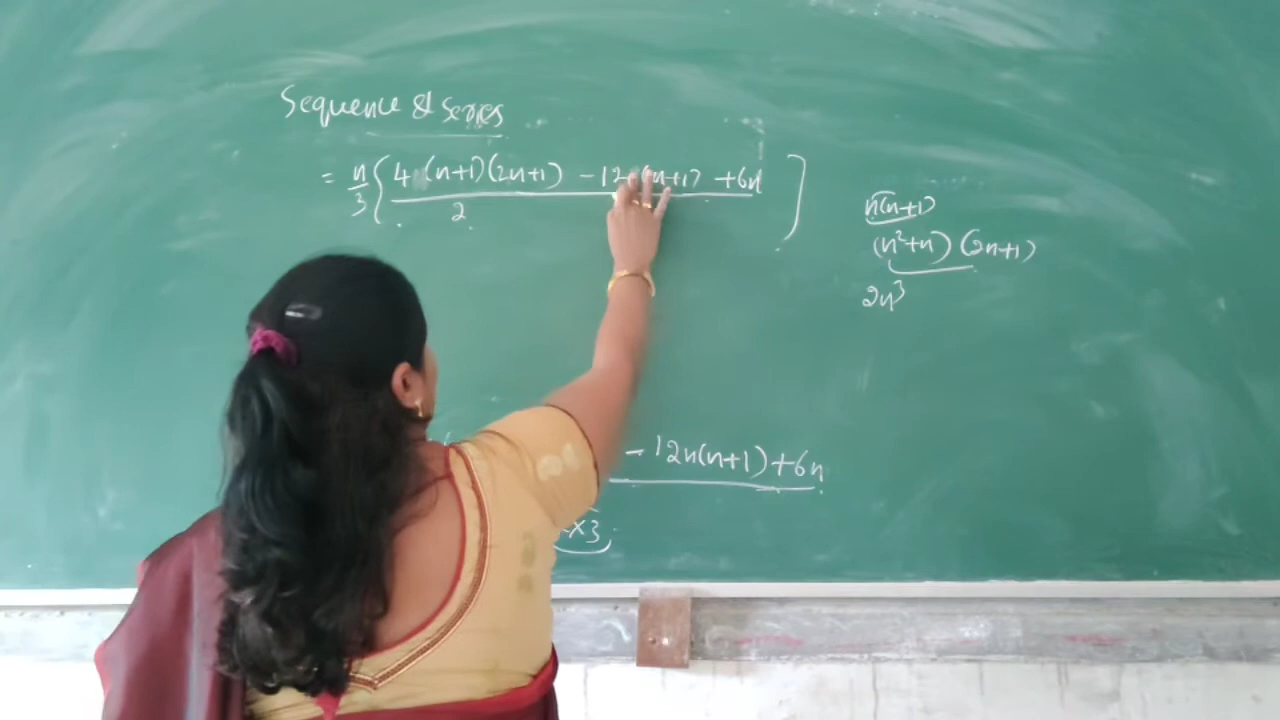 Sequence & Series
= n/3 { 4 (n+1)(2n+1) - 12 (n+1) + 6n / 2 }
n(n+1)
(n²+n) (2n+1)
2n³
- 12n(n+1) + 6n
×3